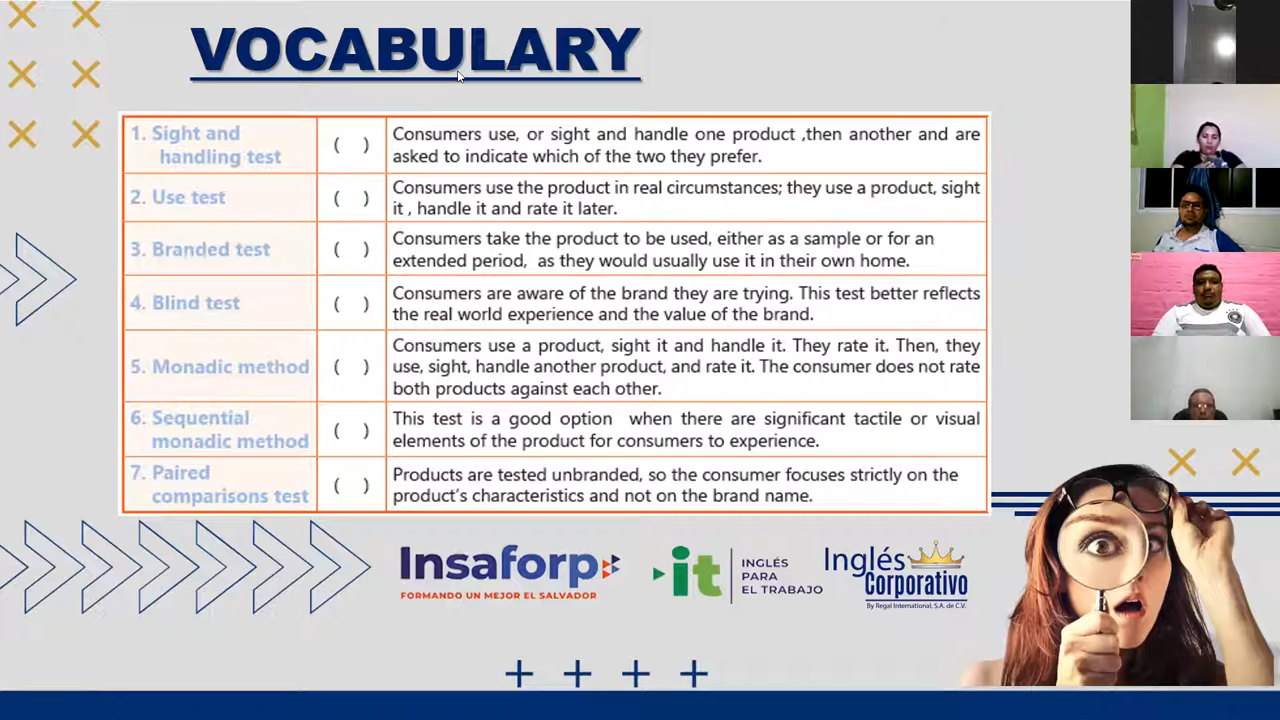 VOCABULARY
1. Sight and
handling test
( )
Consumers use, or sight and handle one product ,then another and are
asked to indicate which of the two they prefer.
2. Use test
( )
Consumers use the product in real circumstances; they use a product, sight
it , handle it and rate it later.
3. Branded test
( )
Consumers take the product to be used, either as a sample or for an
extended period, as they would usually use it in their own home.
4. Blind test
( )
Consumers are aware of the brand they are trying. This test better reflects
the real world experience and the value of the brand.
5. Monadic method
( )
Consumers use a product, sight it and handle it. They rate it. Then, they
use, sight, handle another product, and rate it. The consumer does not rate
both products against each other.
6. Sequential
monadic method
( )
This test is a good option when there are significant tactile or visual
elements of the product for consumers to experience.
7. Paired
comparisons test
( )
Products are tested unbranded, so the consumer focuses strictly on the
product's characteristics and not on the brand name.
Insaforp
FORMANDO UN MEJOR EL SALVADOR
it
INGLÉS
PARA
EL TRABAJO
Inglés
Corporativo
By Regal International, S.A. de C.V.